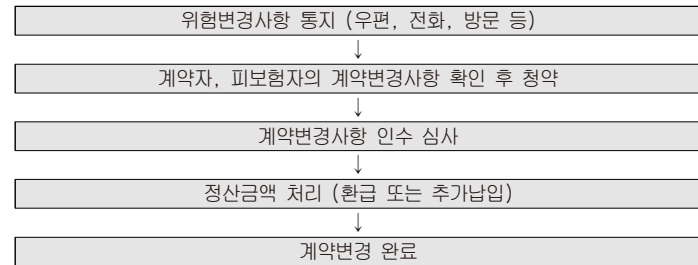 위험변경사항 통지 (우편, 전화, 방문 등)
↓
계약자, 피보험자의 계약변경사항 확인 후 청약
↓
계약변경사항 인수 심사
↓
정산금액 처리 (환급 또는 추가납입)
↓
계약변경 완료